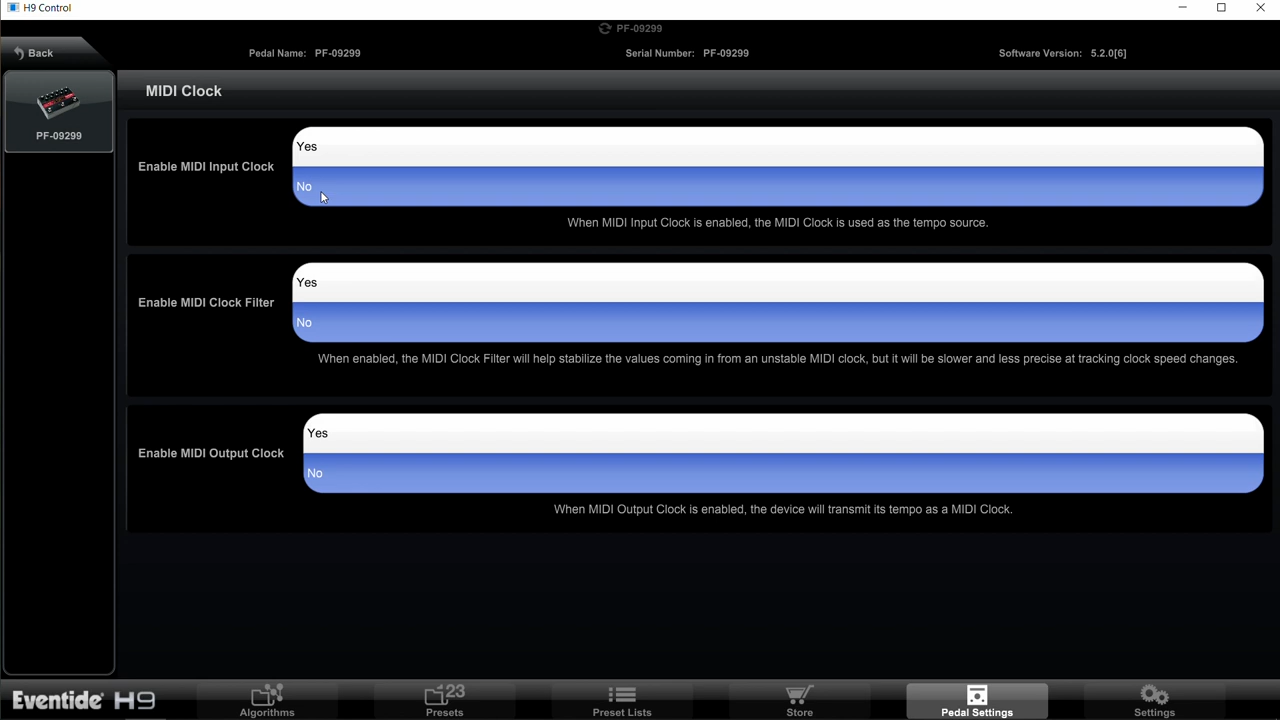 H9 Control
PF-09299
Back
Pedal Name: PF-09299
Serial Number: PF-09299
Software Version: 5.2.0[6]
MIDI Clock
PF-09299
Enable MIDI Input Clock
Yes
No
When MIDI Input Clock is enabled, the MIDI Clock is used as the tempo source.
Enable MIDI Clock Filter
Yes
No
When enabled, the MIDI Clock Filter will help stabilize the values coming in from an unstable MIDI clock, but it will be slower and less precise at tracking clock speed changes.
Enable MIDI Output Clock
Yes
No
When MIDI Output Clock is enabled, the device will transmit its tempo as a MIDI Clock.
Eventide H9
Algorithms
123
Presets
Preset Lists
Store
Pedal Settings
Settings